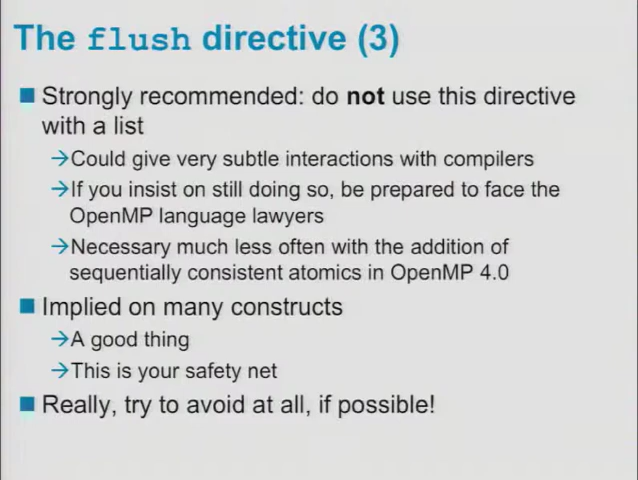 The flush directive (3)
Strongly recommended: do not use this directive
with a list
→Could give very subtle interactions with compilers
→If you insist on still doing so, be prepared to face the
OpenMP language lawyers
→Necessary much less often with the addition of
sequentially consistent atomics in OpenMP 4.0
Implied on many constructs
→A good thing
→This is your safety net
Really, try to avoid at all, if possible!